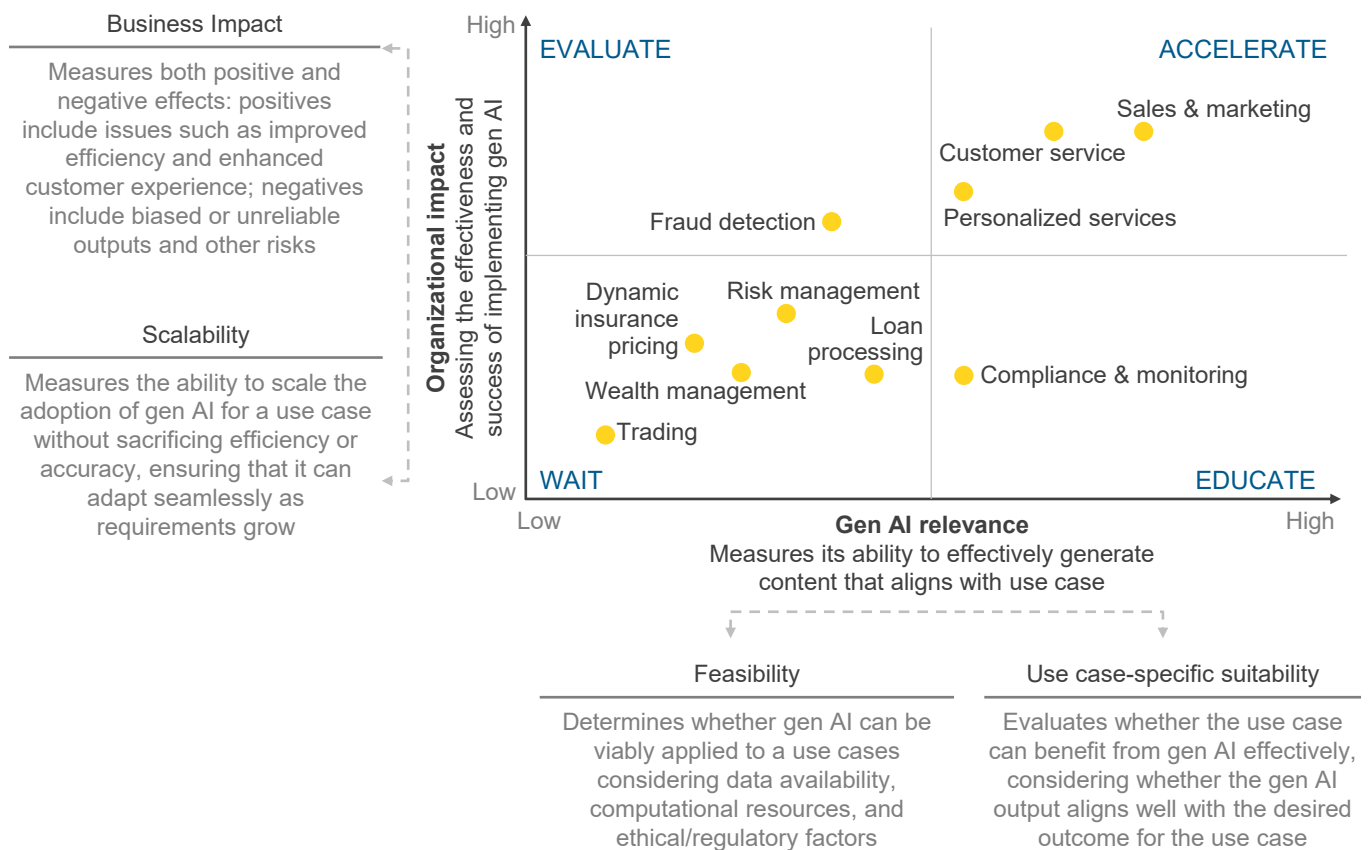 Business Impact
Measures both positive and
negative effects: positives
include issues such as improved
efficiency and enhanced
customer experience; negatives
include biased or unreliable
outputs and other risks
Scalability
Measures the ability to scale the
adoption of gen AI for a use case
without sacrificing efficiency or
accuracy, ensuring that it can
adapt seamlessly as
requirements grow
Organizational impact
Assessing the effectiveness and
success of implementing gen AI
High
EVALUATE
ACCELERATE
Sales & marketing
Customer service
Personalized services
Fraud detection
Dynamic
insurance
pricing
Risk management
Loan
processing
Wealth management
Compliance & monitoring
Trading
WAIT
EDUCATE
Low
Low
High
Gen AI relevance
Measures its ability to effectively generate
content that aligns with use case
Feasibility
Determines whether gen AI can be
viably applied to a use cases
considering data availability,
computational resources, and
ethical/regulatory factors
Use case-specific suitability
Evaluates whether the use case
can benefit from gen AI effectively,
considering whether the gen AI
output aligns well with the desired
outcome for the use case